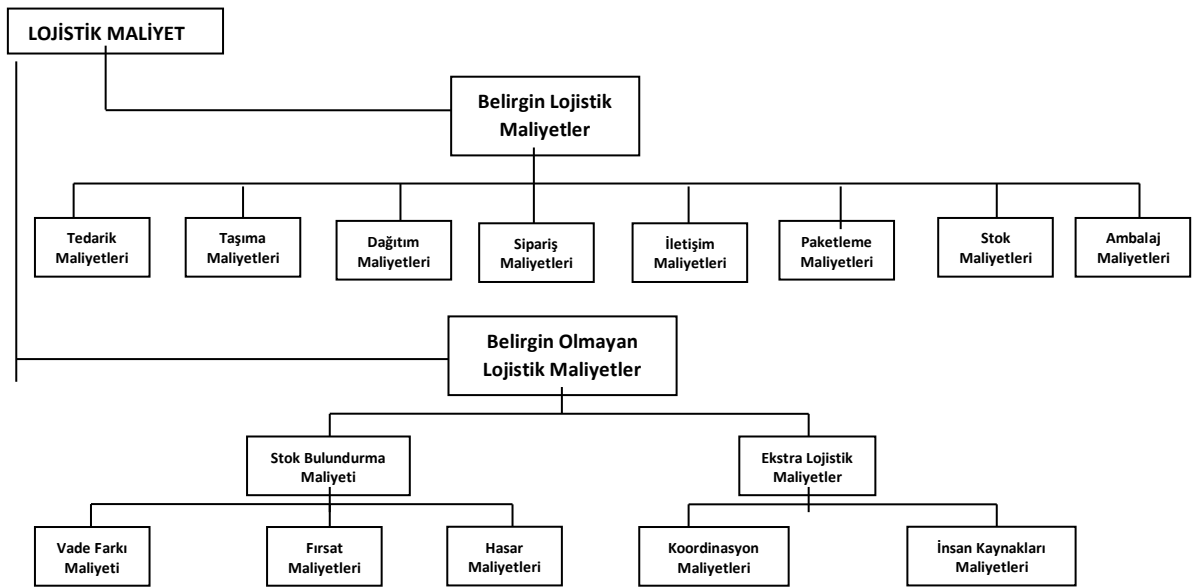 LOJİSTİK MALİYET
Belirgin Lojistik
Maliyetler
Tedarik
Maliyetleri
Taşıma
Maliyetleri
Dağıtım
Maliyetleri
Sipariş
Maliyetleri
İletişim
Maliyetleri
Paketleme
Maliyetleri
Stok
Maliyetleri
Ambalaj
Maliyetleri
Belirgin Olmayan
Lojistik Maliyetler
Stok Bulundurma
Maliyeti
Ekstra Lojistik
Maliyetler
Vade Farkı
Maliyeti
Fırsat
Maliyetleri
Hasar
Maliyetleri
Koordinasyon
Maliyetleri
İnsan Kaynakları
Maliyetleri